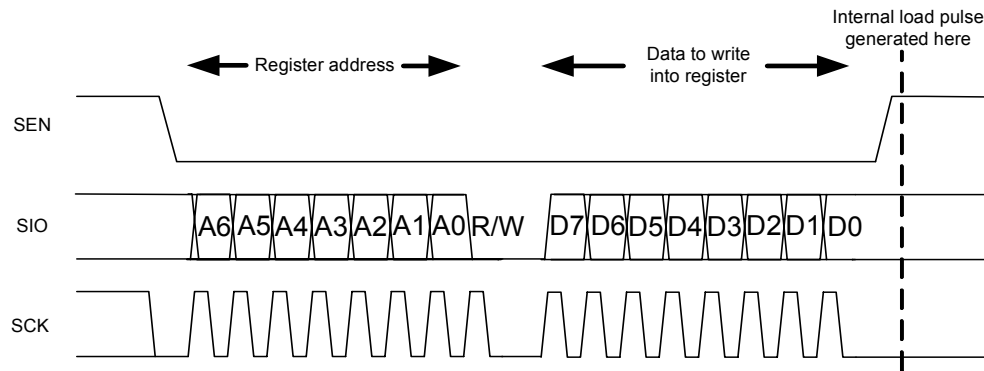 Internal load pulse
generated here
Register address
Data to write
into register
SEN
SIO
A6 A5 A4 A3 A2 A1 A0 R/W D7 D6 D5 D4 D3 D2 D1 D0
SCK